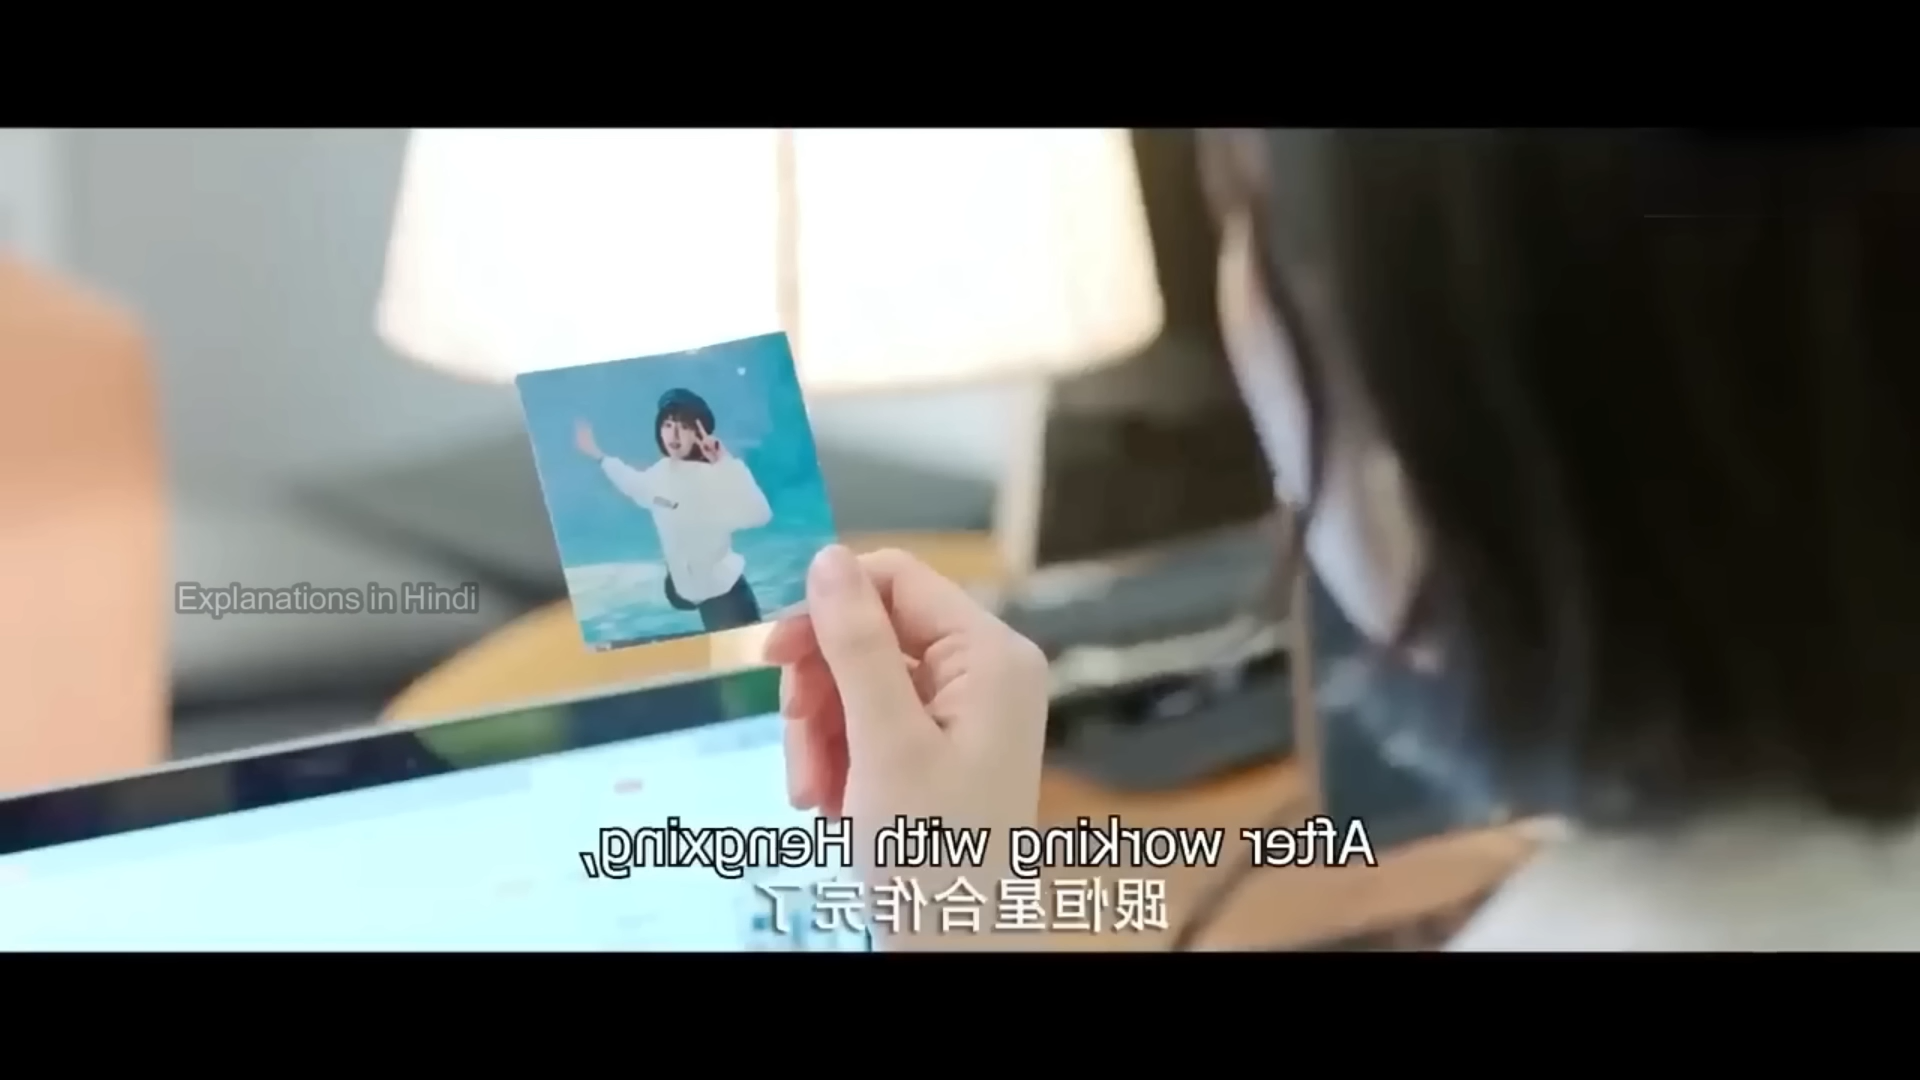 Explanations in Hindi
After working with Hengxing,
跟恒星合作完了